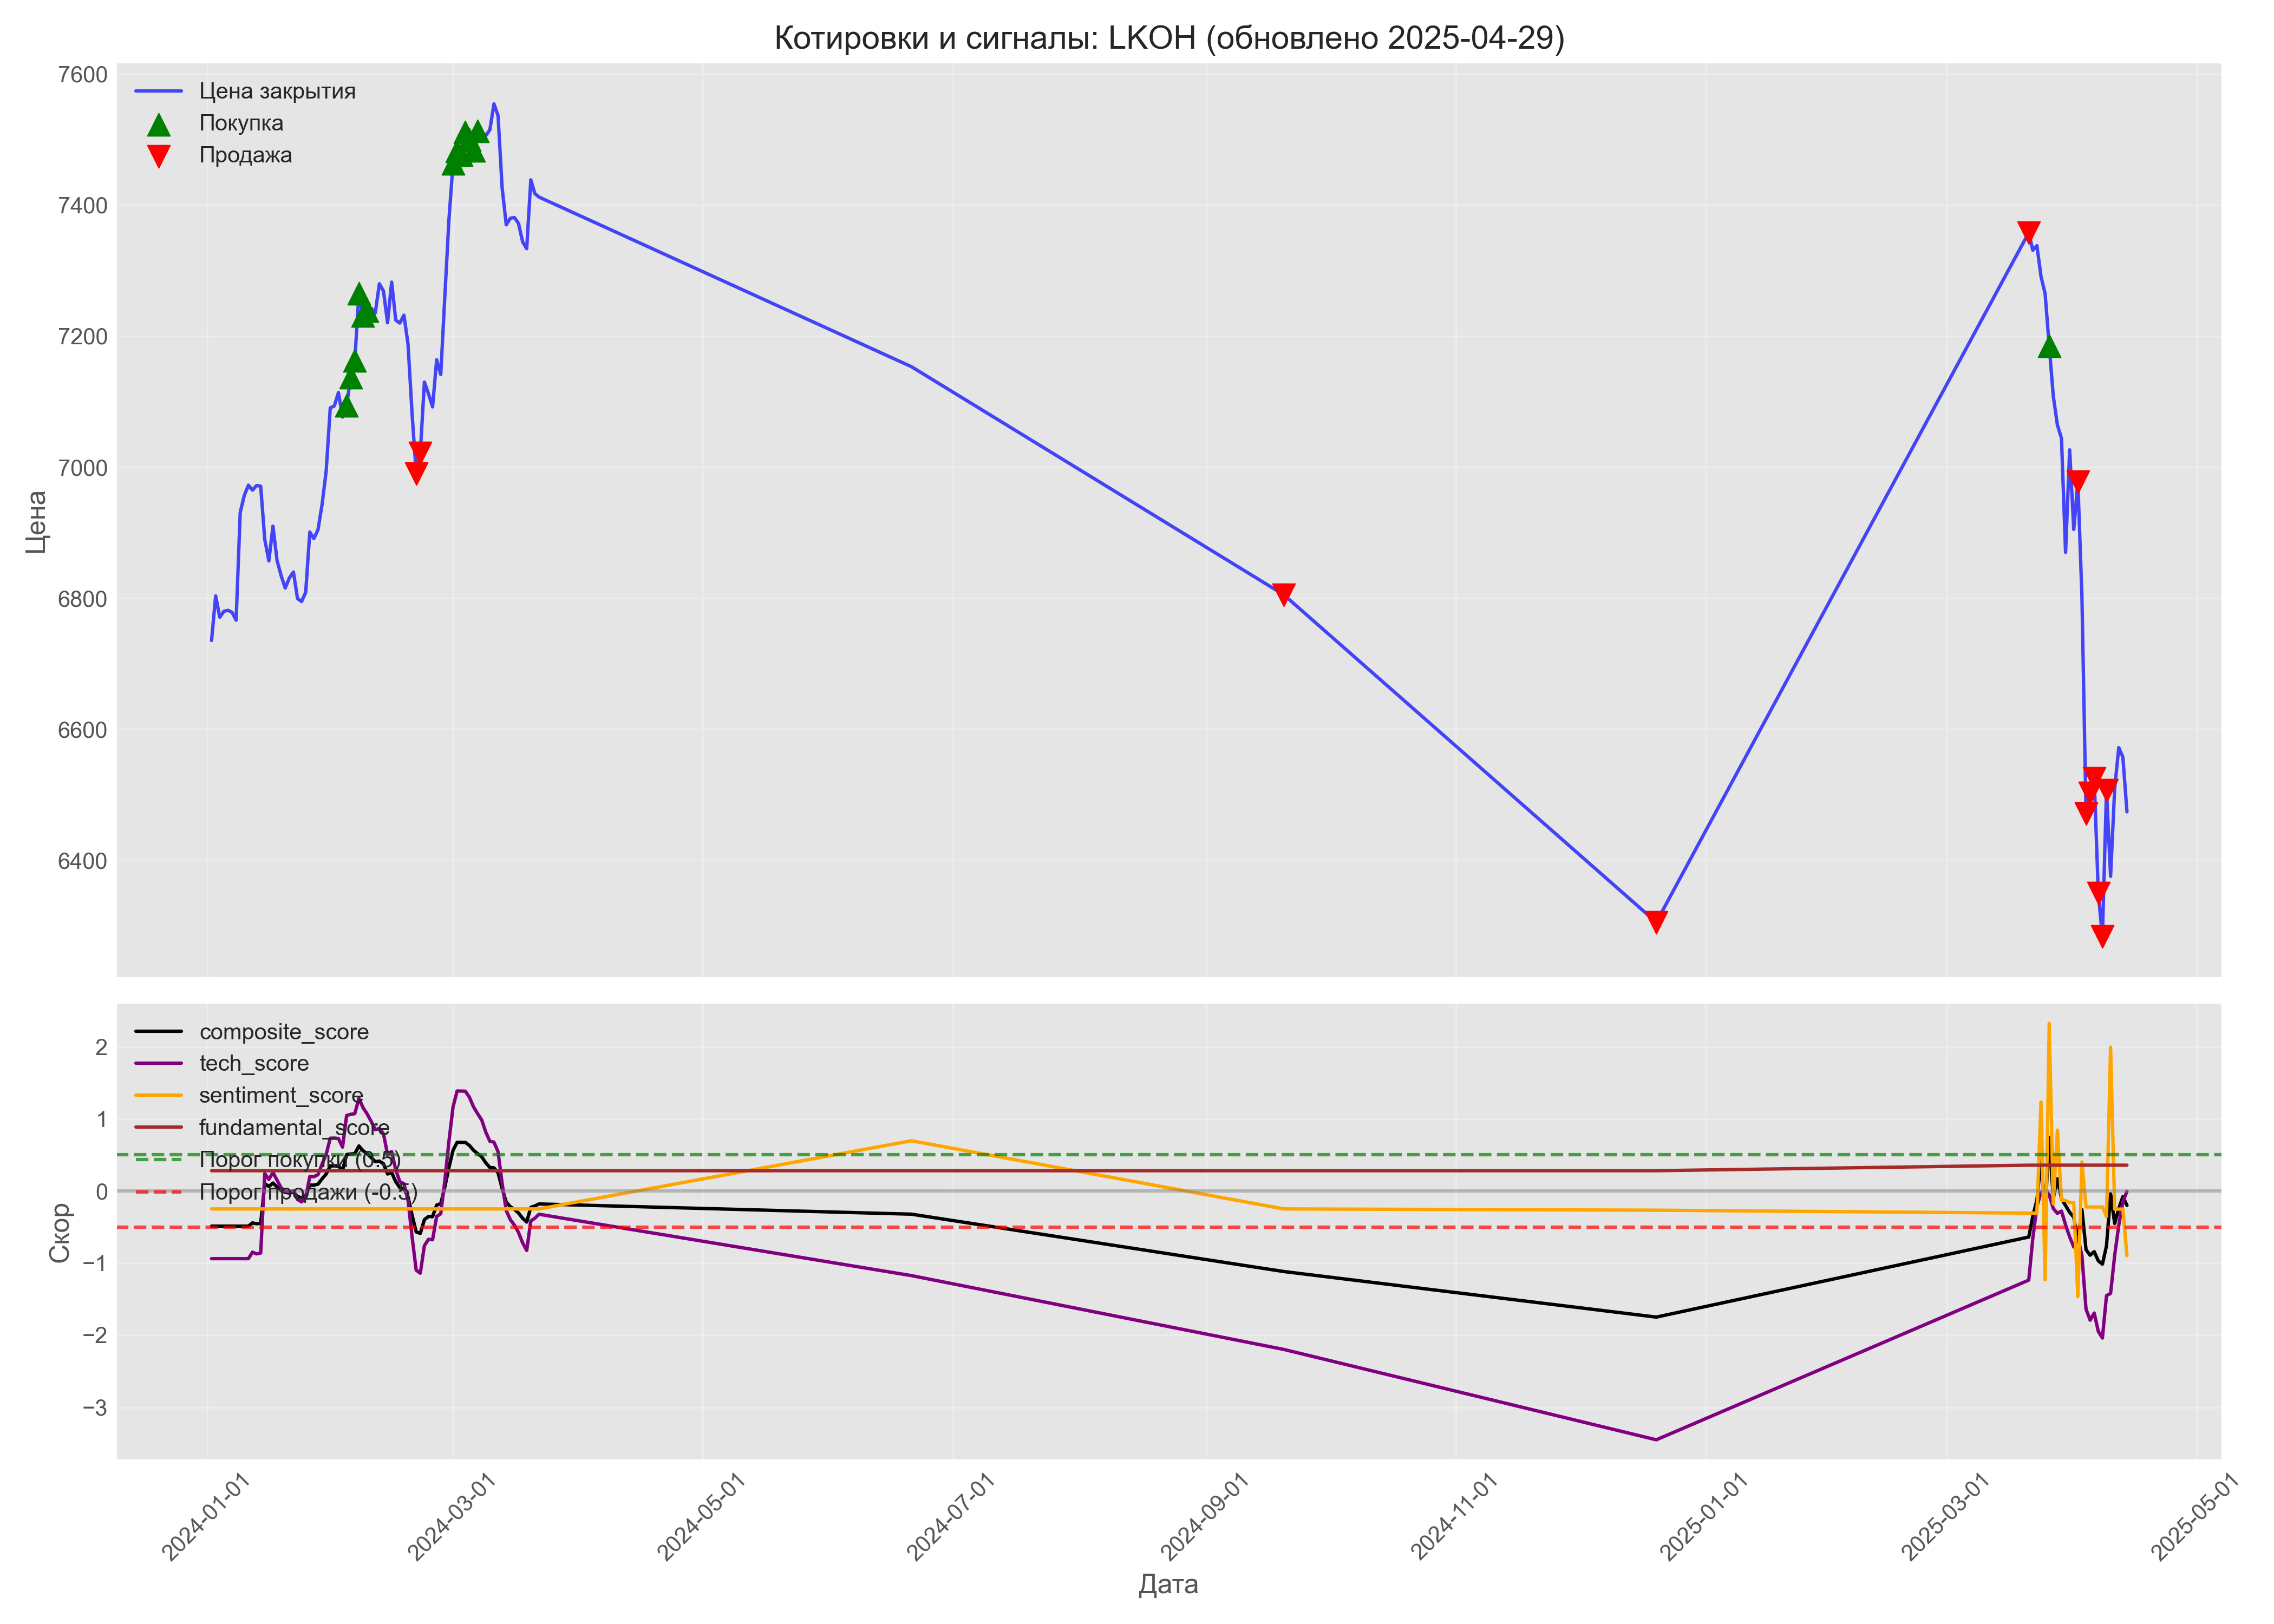 Котировки и сигналы: LKOH (обновлено 2025-04-29)
7600
7400
7200
7000
6800
6600
6400
Цена
Цена закрытия
Покупка
Продажа
2
1
0
−1
−2
−3
Скор
composite_score
tech_score
sentiment_score
fundamental_score
Порог покупки (0.5)
Порог продажи (-0.5)
2024-01-01
2024-03-01
2024-05-01
2024-07-01
2024-09-01
2024-11-01
2025-01-01
2025-03-01
2025-05-01
Дата